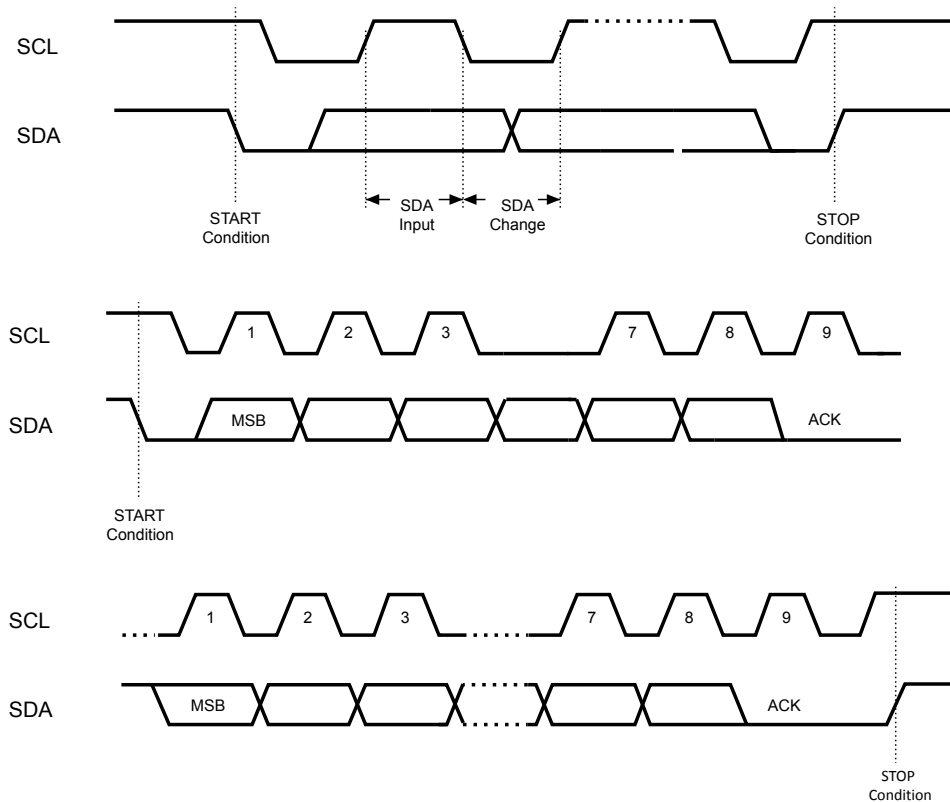 SCL
SDA
SDA
Input
SDA
Change
START
Condition
STOP
Condition
SCL
1
2
3
7
8
9
SDA
MSB
ACK
START
Condition
SCL
1
2
3
7
8
9
SDA
MSB
ACK
STOP
Condition